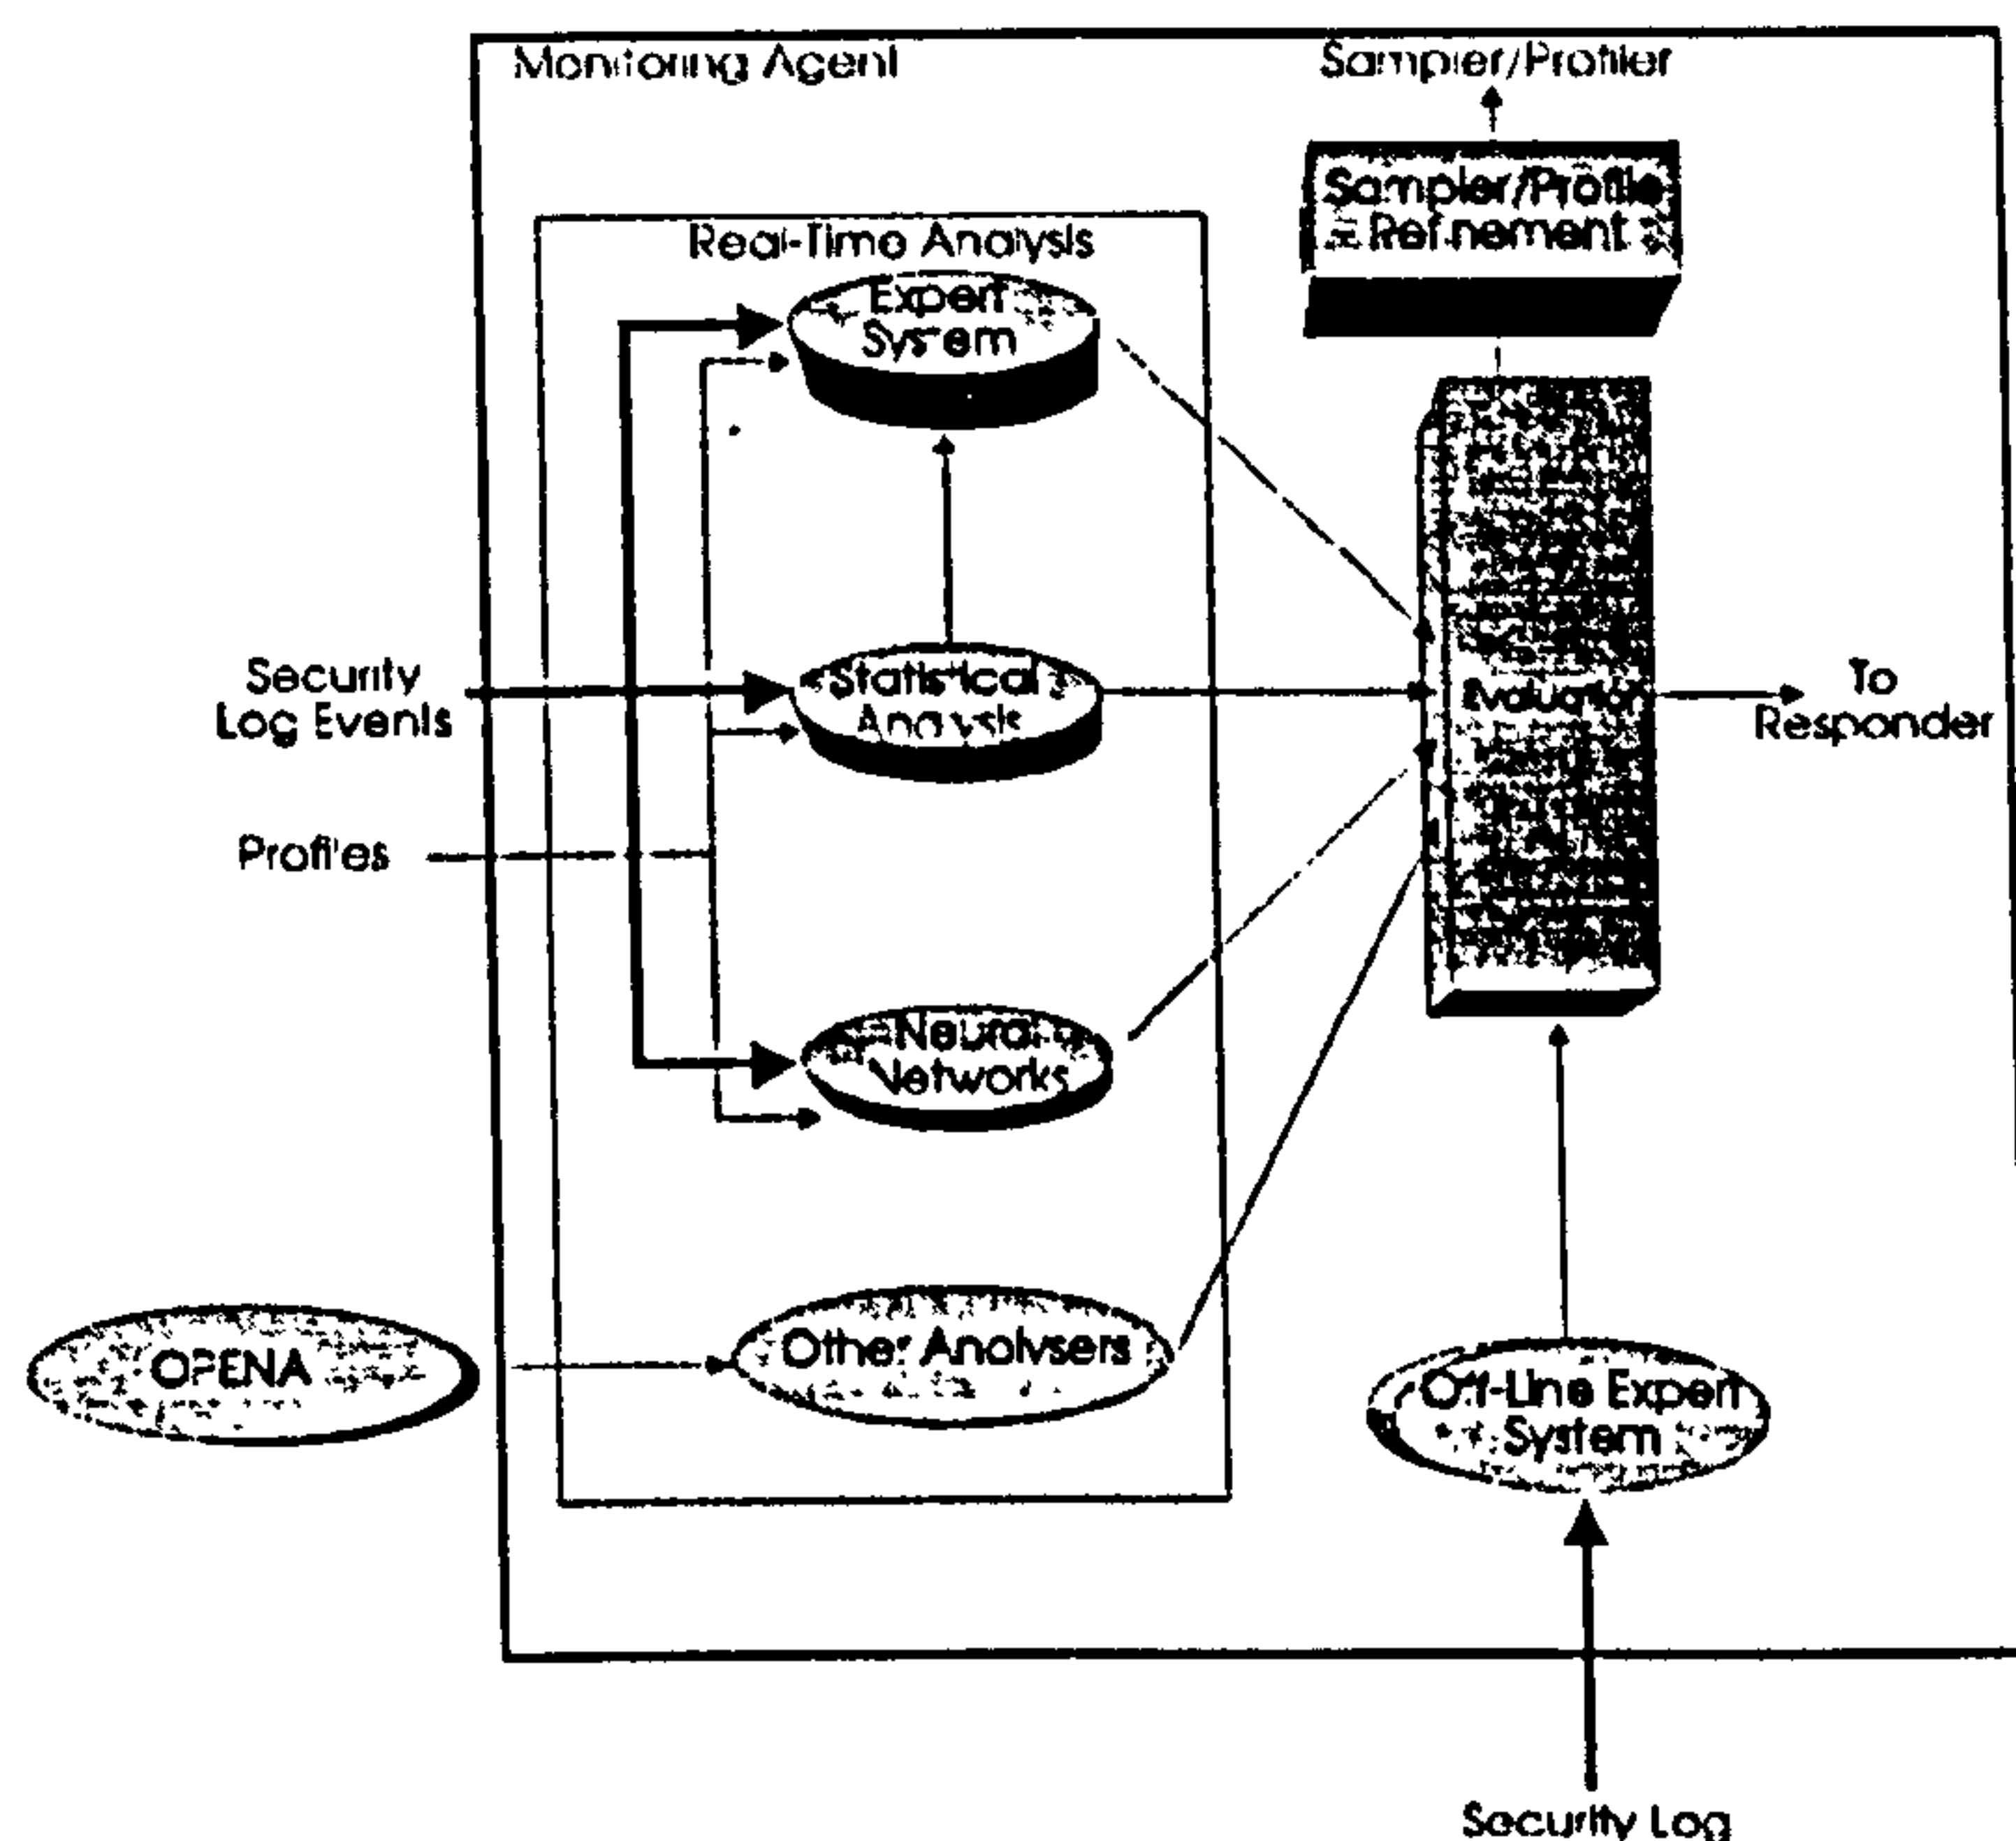 Monitoring Agent
Sampler/Profiler
Sampler/Profile
Refinement
Real-Time Analysis
Expert
System
Security
Log Events
Statistical
Analysis
Evaluation
To
Responder
Profiles
Neural
Networks
OPENA
Other Analysers
Off-Line Expert
System
Security Log